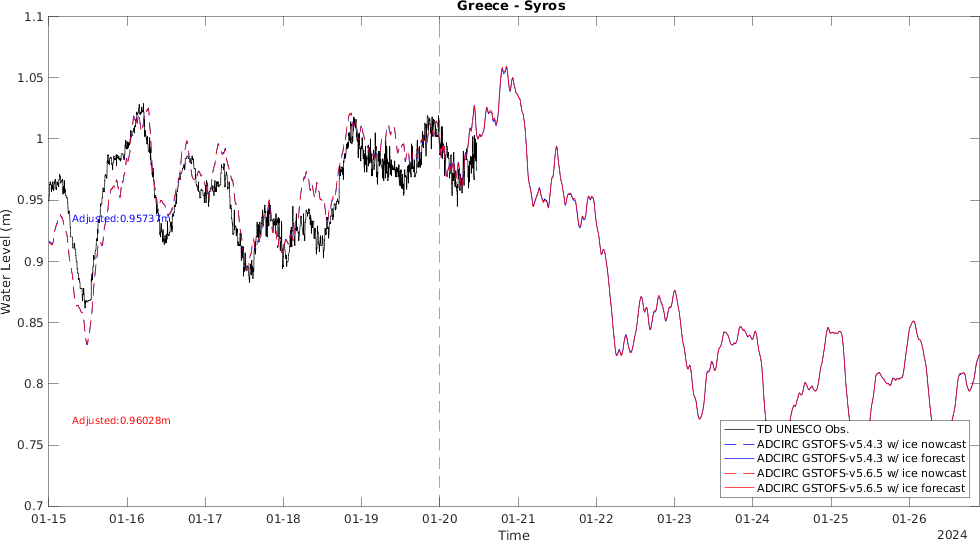 Greece - Syros
1.1
1.05
1
0.95
0.9
0.85
0.8
0.75
0.7
Water Level (m)
Adjusted:0.95737m
Adjusted:0.96028m
TD UNESCO Obs.
ADCIRC GSTOFS-v5.4.3 w/ ice nowcast
ADCIRC GSTOFS-v5.4.3 w/ ice forecast
ADCIRC GSTOFS-v5.6.5 w/ ice nowcast
ADCIRC GSTOFS-v5.6.5 w/ ice forecast
01-15 01-16 01-17 01-18 01-19 01-20 01-21 01-22 01-23 01-24 01-25 01-26
Time
2024